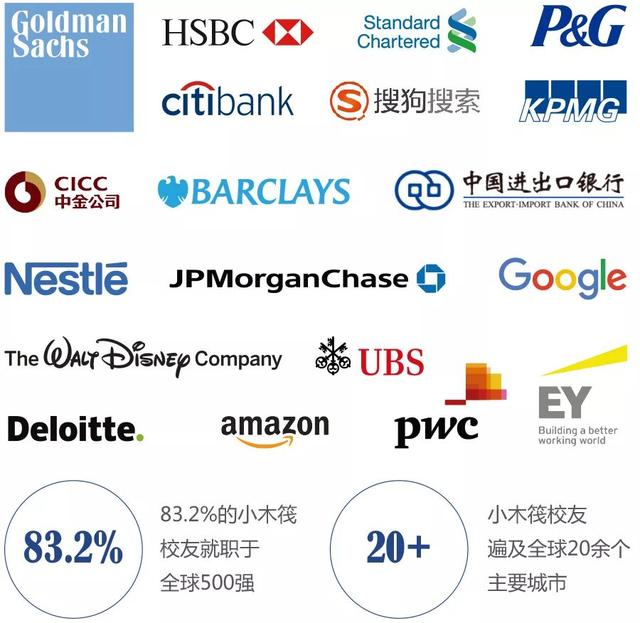 Goldman
Sachs
HSBC
Standard
Chartered
P&G
citibank
S 搜狗搜索
KPMG
CICC
中金公司
BARCLAYS
中国进出口银行
THE EXPORT-IMPORT BANK OF CHINA
Nestlé
JPMorganChase
Google
The WALT DISNEY Company
UBS
EY
Building a better
working world
Deloitte.
amazon
pwc
83.2%
83.2%的小木筏
校友就职于
全球500强
20+
小木筏校友
遍及全球20余个
主要城市